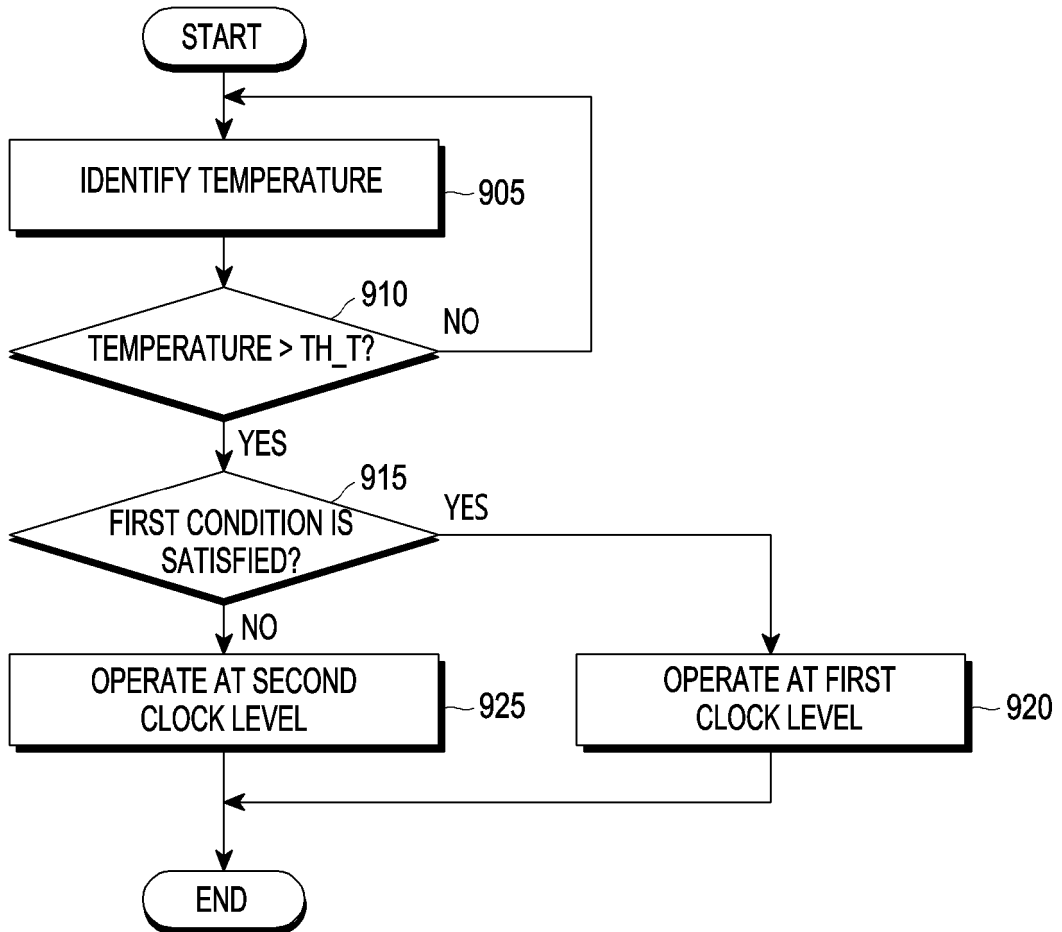 START
IDENTIFY TEMPERATURE
905
910
TEMPERATURE > TH_T?
NO
YES
915
FIRST CONDITION IS
SATISFIED?
YES
NO
OPERATE AT SECOND
CLOCK LEVEL
925
OPERATE AT FIRST
CLOCK LEVEL
920
END